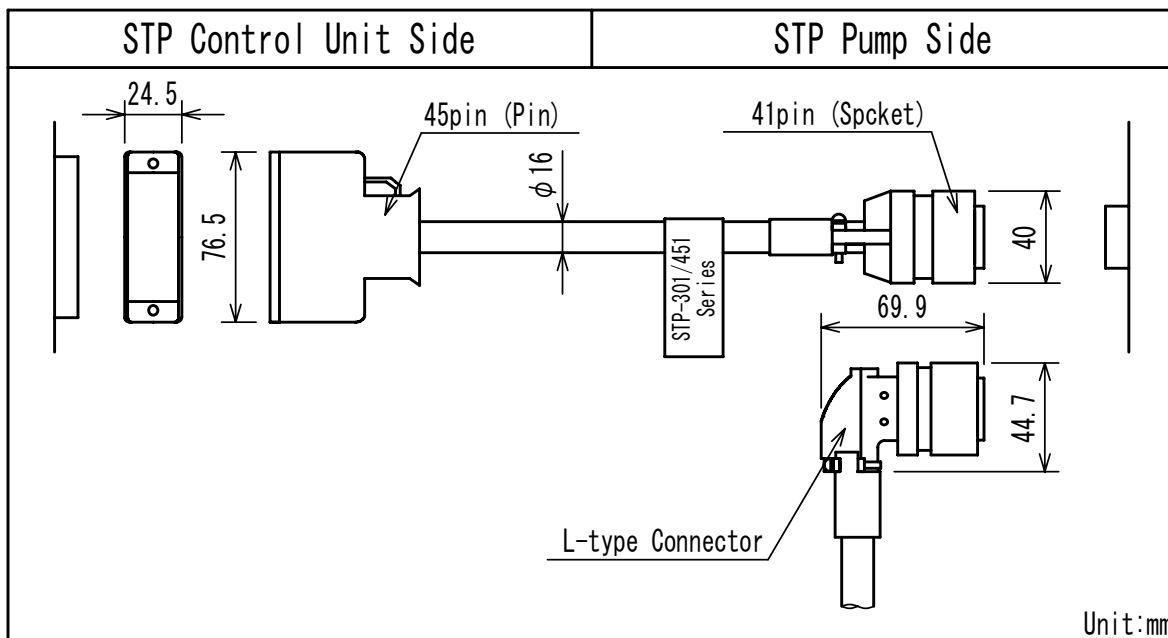 STP Control Unit Side
STP Pump Side
24.5
45pin (Pin)
41pin (Spcket)
φ16
76.5
40
STP-301/451
Series
69.9
44.7
L-type Connector
Unit:mm